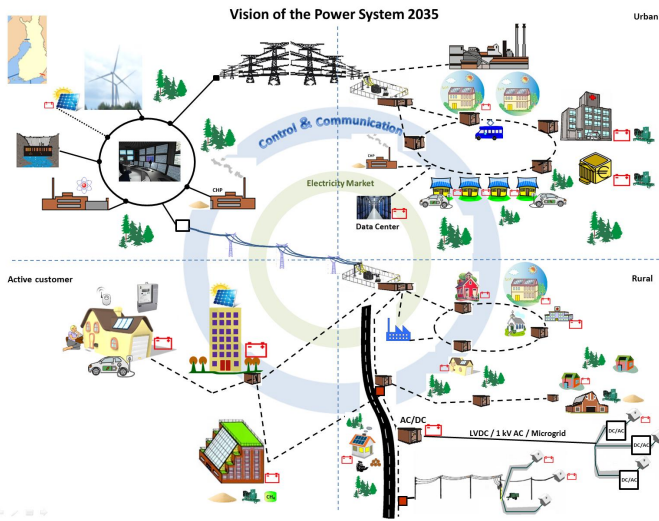 Vision of the Power System 2035
Urban
Control & Communication
CHP
CHP
Electricity Market
Data Center
Active customer
Rural
AC/DC
LVDC / 1 kV AC / Microgrid
DC/AC
DC/AC
DC/AC
CH₄